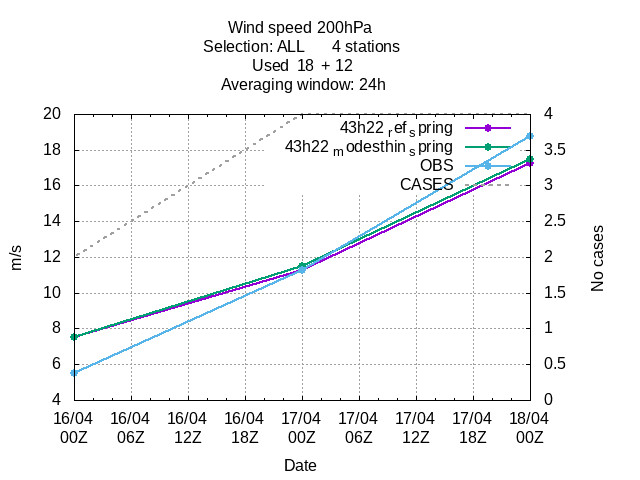 Wind speed 200hPa
Selection: ALL 4 stations
Used 18 + 12
Averaging window: 24h
20 4
43h22 ref spring
43h22 modesthin spring
OBS
CASES
18 3.5
16 3
14 2.5
12 2
10 1.5
8 1
6 0.5
4 0
m/s
No cases
16/04 16/04 16/04 16/04 17/04 17/04 17/04 17/04 18/04
00Z 06Z 12Z 18Z 00Z 06Z 12Z 18Z 00Z
Date